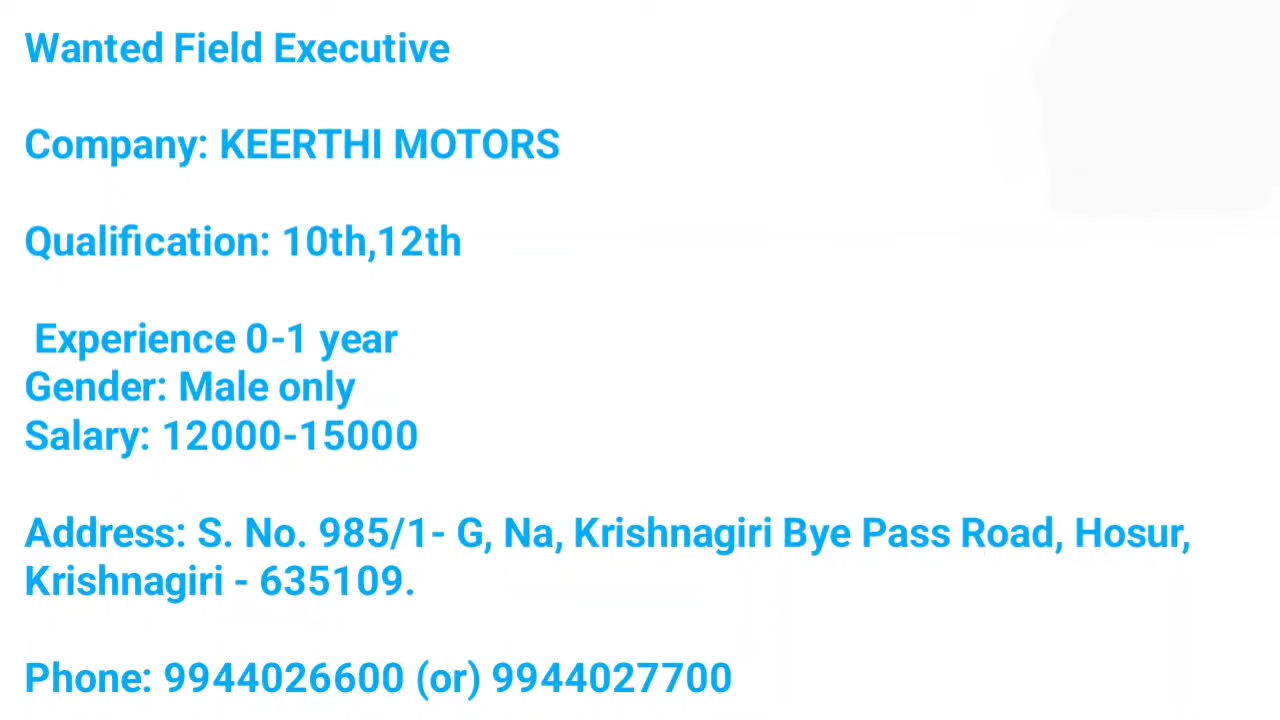 Wanted Field Executive
Company: KEERTHI MOTORS
Qualification: 10th,12th
Experience 0-1 year
Gender: Male only
Salary: 12000-15000
Address: S. No. 985/1- G, Na, Krishnagiri Bye Pass Road, Hosur,
Krishnagiri - 635109.
Phone: 9944026600 (or) 9944027700